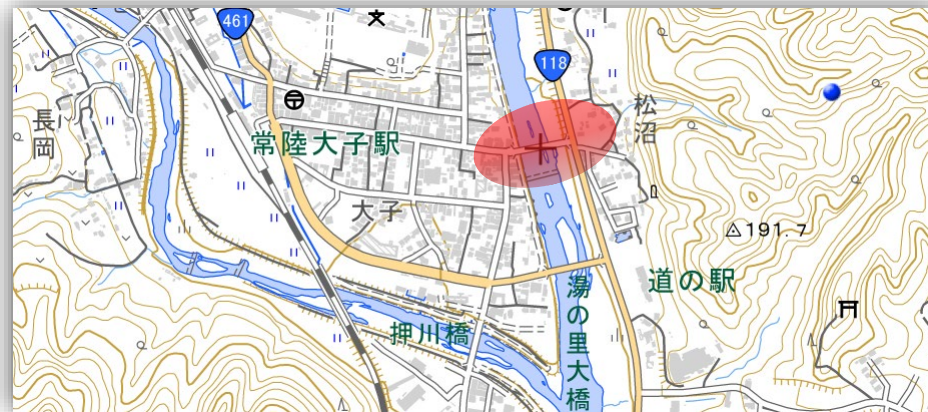 461
118
長岡
常陸大子駅
松沼
大子
△191.7
道の駅
押川橋
湯の里大橋